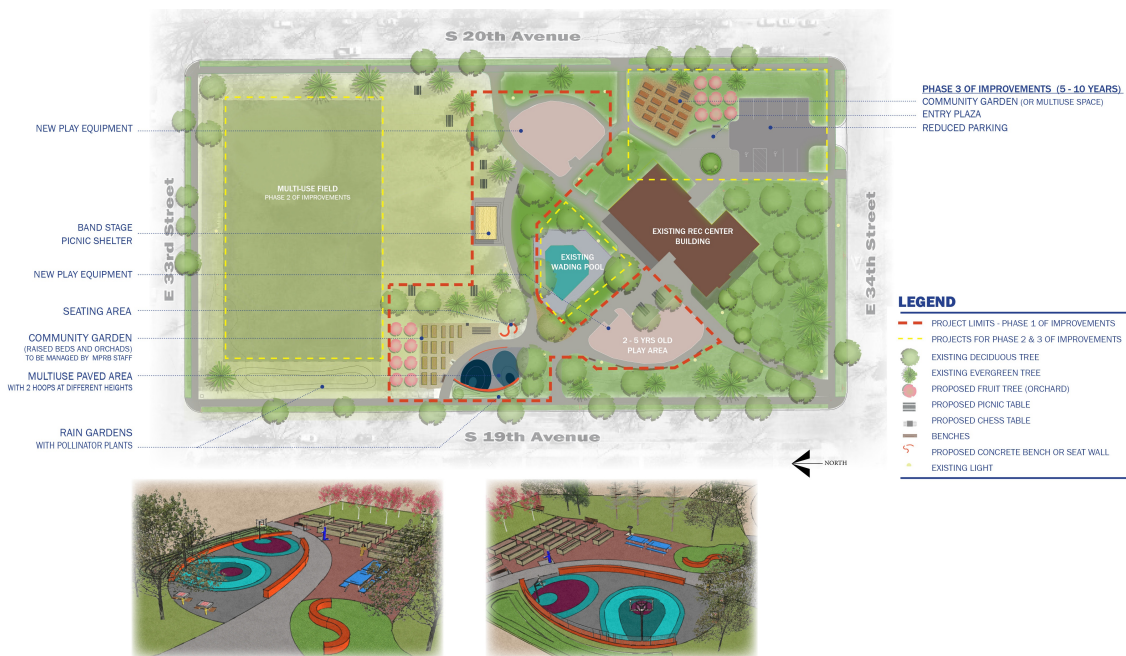 S 20th Avenue
NEW PLAY EQUIPMENT
BAND STAGE
PICNIC SHELTER
NEW PLAY EQUIPMENT
SEATING AREA
COMMUNITY GARDEN
(RAISED BEDS AND ORCHADS)
TO BE MANAGED BY MPRB STAFF
MULTIUSE PAVED AREA
WITH 2 HOOPS AT DIFFERENT HEIGHTS
RAIN GARDENS
WITH POLLINATOR PLANTS
E 33rd Street
MULTI-USE FIELD
PHASE 2 OF IMPROVEMENTS
EXISTING
WADING POOL
EXISTING REC CENTER
BUILDING
2 - 5 YRS OLD
PLAY AREA
S 19th Avenue
NORTH
E 34th Street
PHASE 3 OF IMPROVEMENTS (5 - 10 YEARS)
COMMUNITY GARDEN (OR MULTIUSE SPACE)
ENTRY PLAZA
REDUCED PARKING
LEGEND
PROJECT LIMITS - PHASE 1 OF IMPROVEMENTS
PROJECTS FOR PHASE 2 & 3 OF IMPROVEMENTS
EXISTING DECIDUOUS TREE
EXISTING EVERGREEN TREE
PROPOSED FRUIT TREE (ORCHARD)
PROPOSED PICNIC TABLE
PROPOSED CHESS TABLE
BENCHES
PROPOSED CONCRETE BENCH OR SEAT WALL
EXISTING LIGHT